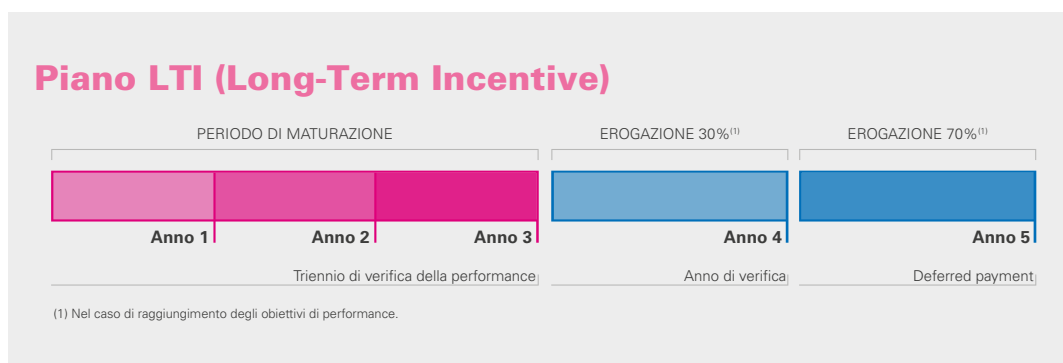 Piano LTI (Long-Term Incentive)
PERIODO DI MATURAZIONE EROGAZIONE 30%(1) EROGAZIONE 70%(1)
Anno 1 Anno 2 Anno 3 Anno 4 Anno 5
Triennio di verifica della performance Anno di verifica Deferred payment
(1) Nel caso di raggiungimento degli obiettivi di performance.